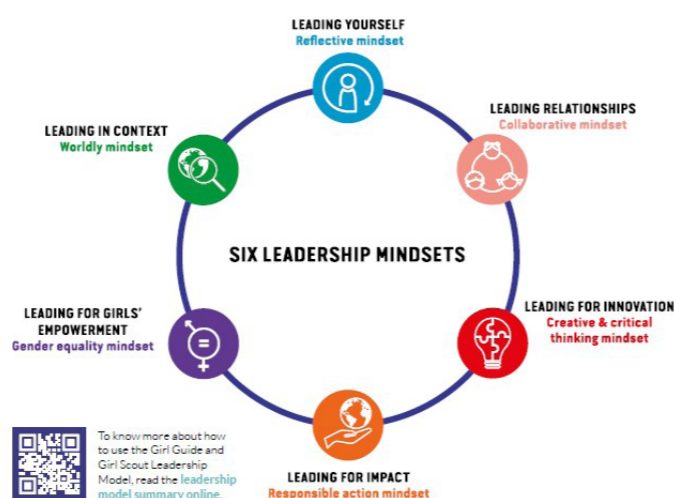 LEADING YOURSELF
Reflective mindset
LEADING RELATIONSHIPS
Collaborative mindset
LEADING IN CONTEXT
Worldly mindset
SIX LEADERSHIP MINDSETS
LEADING FOR INNOVATION
Creative & critical
thinking mindset
LEADING FOR GIRLS'
EMPOWERMENT
Gender equality mindset
LEADING FOR IMPACT
Responsible action mindset
To know more about how
to use the Girl Guide and
Girl Scout Leadership
Model, read the leadership
model summary online.